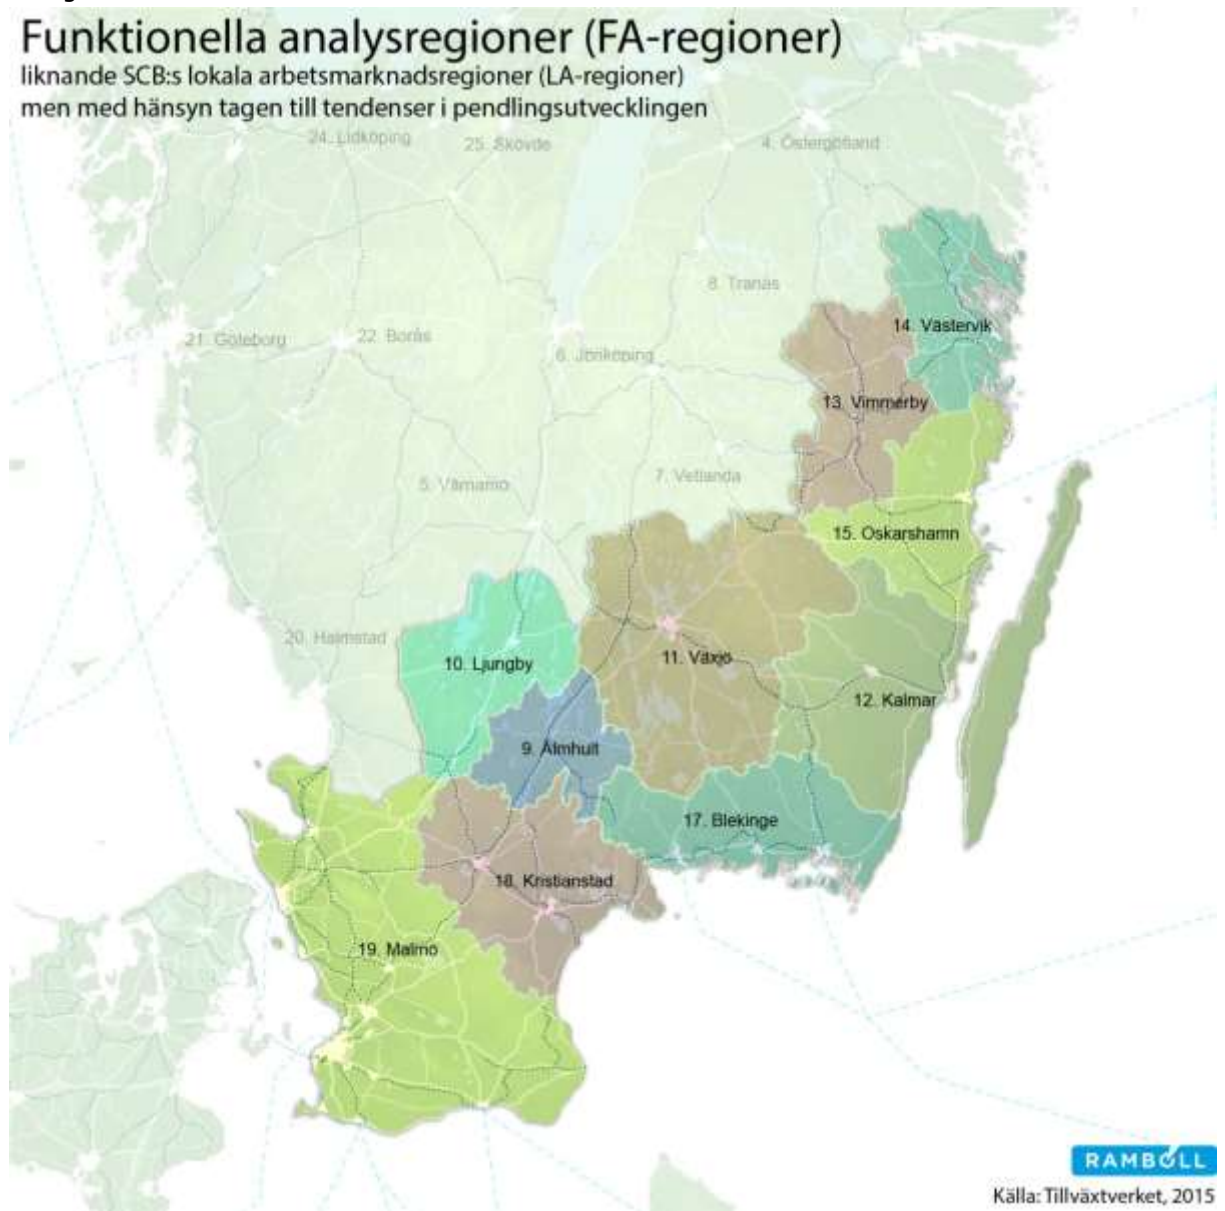 Funktionella analysregioner (FA-regioner)
liknande SCB:s lokala arbetsmarknadsregioner (LA-regioner)
men med hänsyn tagen till tendenser i pendlingsutvecklingen
24. Lidköping
25. Skövde
4. Östergötland
8. Tranås
14. Västervik
21. Göteborg
22. Borås
6. Jönköping
13. Vimmerby
5. Värnamo
7. Vetlanda
15. Oskarshamn
20. Halmstad
10. Ljungby
11. Växjö
12. Kalmar
9. Älmhult
17. Blekinge
18. Kristianstad
19. Malmö
RAMBOLL
Källa: Tillväxtverket, 2015